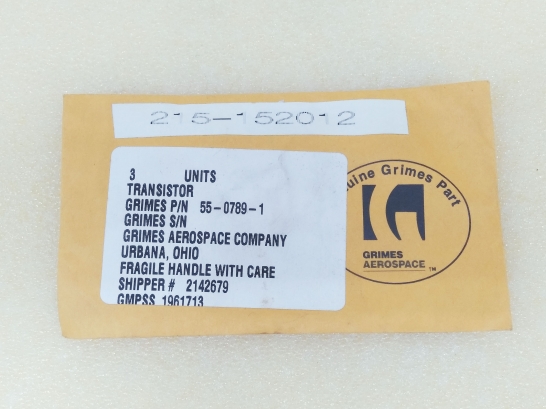 215-152012
3 UNITS
TRANSISTOR
GRIMES P/N 55-0789-1
GRIMES S/N
GRIMES AEROSPACE COMPANY
URBANA, OHIO
FRAGILE HANDLE WITH CARE
SHIPPER # 2142679
GMPSS 1961713
uine Grimes Part
GRIMES
AEROSPACE ™